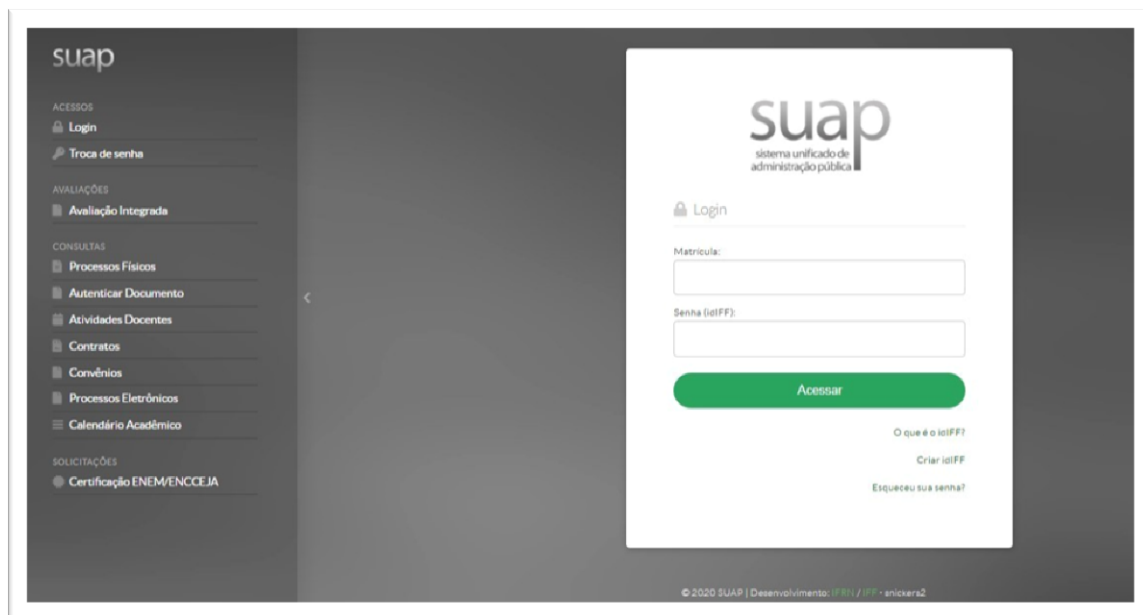 suap
ACESSOS
Login
Troca de senha
AVALIAÇÕES
Avaliação Integrada
CONSULTAS
Processos Físicos
Autenticar Documento
Atividades Docentes
Contratos
Convênios
Processos Eletrônicos
Calendário Acadêmico
SOLICITAÇÕES
Certificação ENEM/ENCCEJA
suap
sistema unificado de
administração pública
Login
Matrícula:
Senha (idIFF):
Acessar
O que é o idIFF?
Criar idIFF
Esqueceu sua senha?
© 2020 SUAP | Desenvolvimento: IFRN / IFF - snickers2